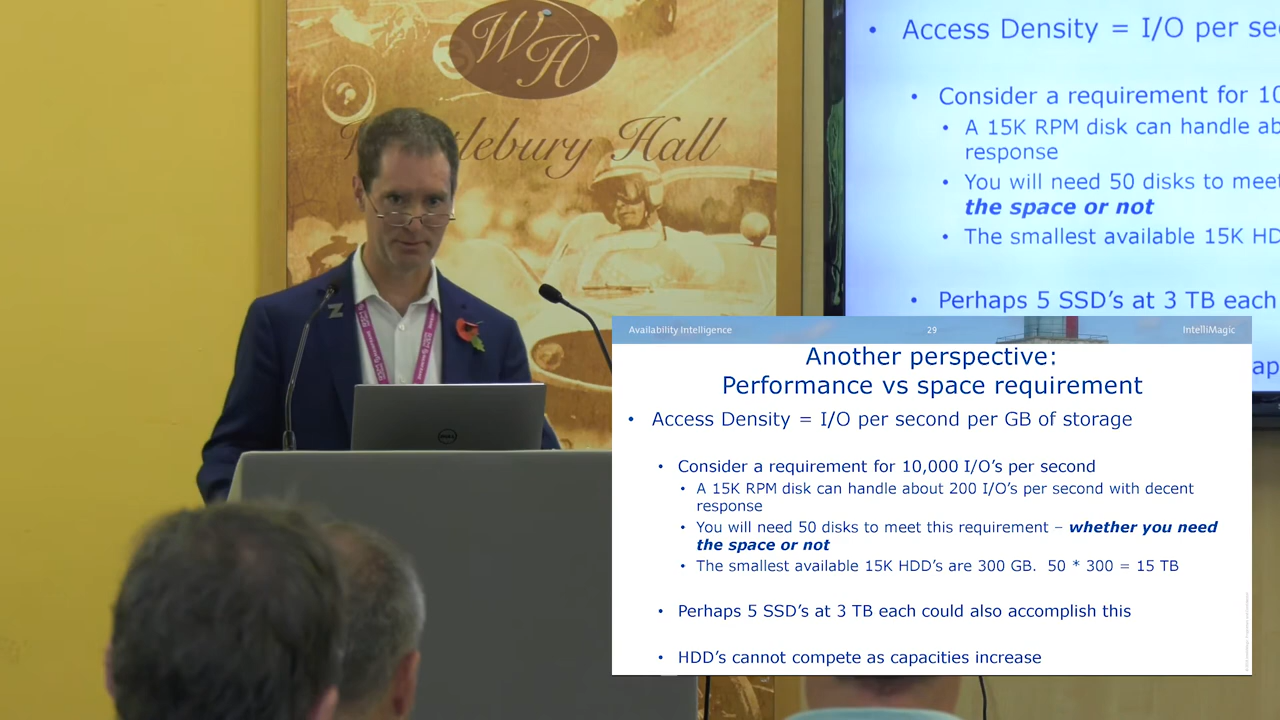 WH
tlebury Hall
Access Density = I/O per se
Consider a requirement for 10
A 15K RPM disk can handle ab
response
You will need 50 disks to meet
the space or not
The smallest available 15K HD
Perhaps 5 SSD's at 3 TB each
ap
Z
DELL
Availability Intelligence 29 IntelliMagic
Another perspective:
Performance vs space requirement
• Access Density = I/O per second per GB of storage
• Consider a requirement for 10,000 I/O's per second
• A 15K RPM disk can handle about 200 I/O's per second with decent
response
• You will need 50 disks to meet this requirement – whether you need
the space or not
• The smallest available 15K HDD's are 300 GB. 50 * 300 = 15 TB
• Perhaps 5 SSD's at 3 TB each could also accomplish this
• HDD's cannot compete as capacities increase